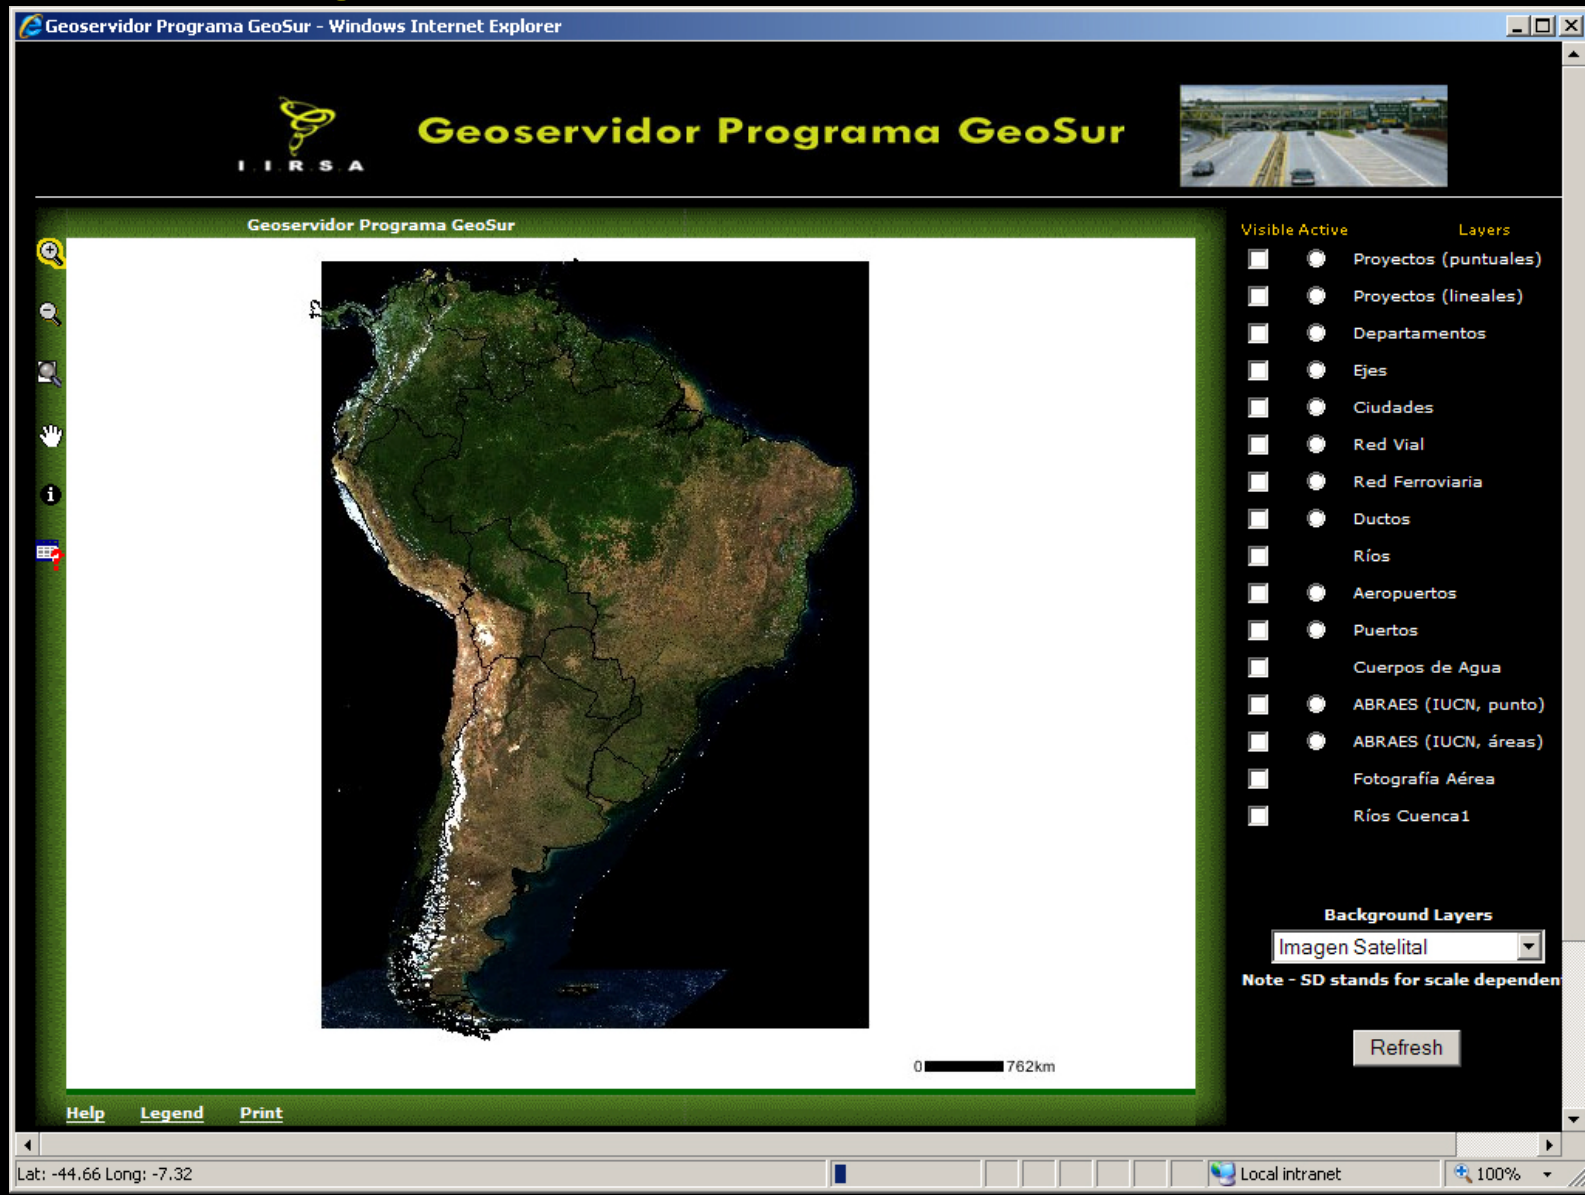 Geoservidor Programa GeoSur - Windows Internet Explorer
I.I.R.S.A
Geoservidor Programa GeoSur
Geoservidor Programa GeoSur
Visible Active Layers
Proyectos (puntuales)
Proyectos (lineales)
Departamentos
Ejes
Ciudades
Red Vial
Red Ferroviaria
Ductos
Ríos
Aeropuertos
Puertos
Cuerpos de Agua
ABRAES (IUCN, punto)
ABRAES (IUCN, áreas)
Fotografía Aérea
Ríos Cuenca1
Background Layers
Imagen Satelital
Note - SD stands for scale dependen
Refresh
0 762km
Help Legend Print
Lat: -44.66 Long: -7.32 Local intranet 100%